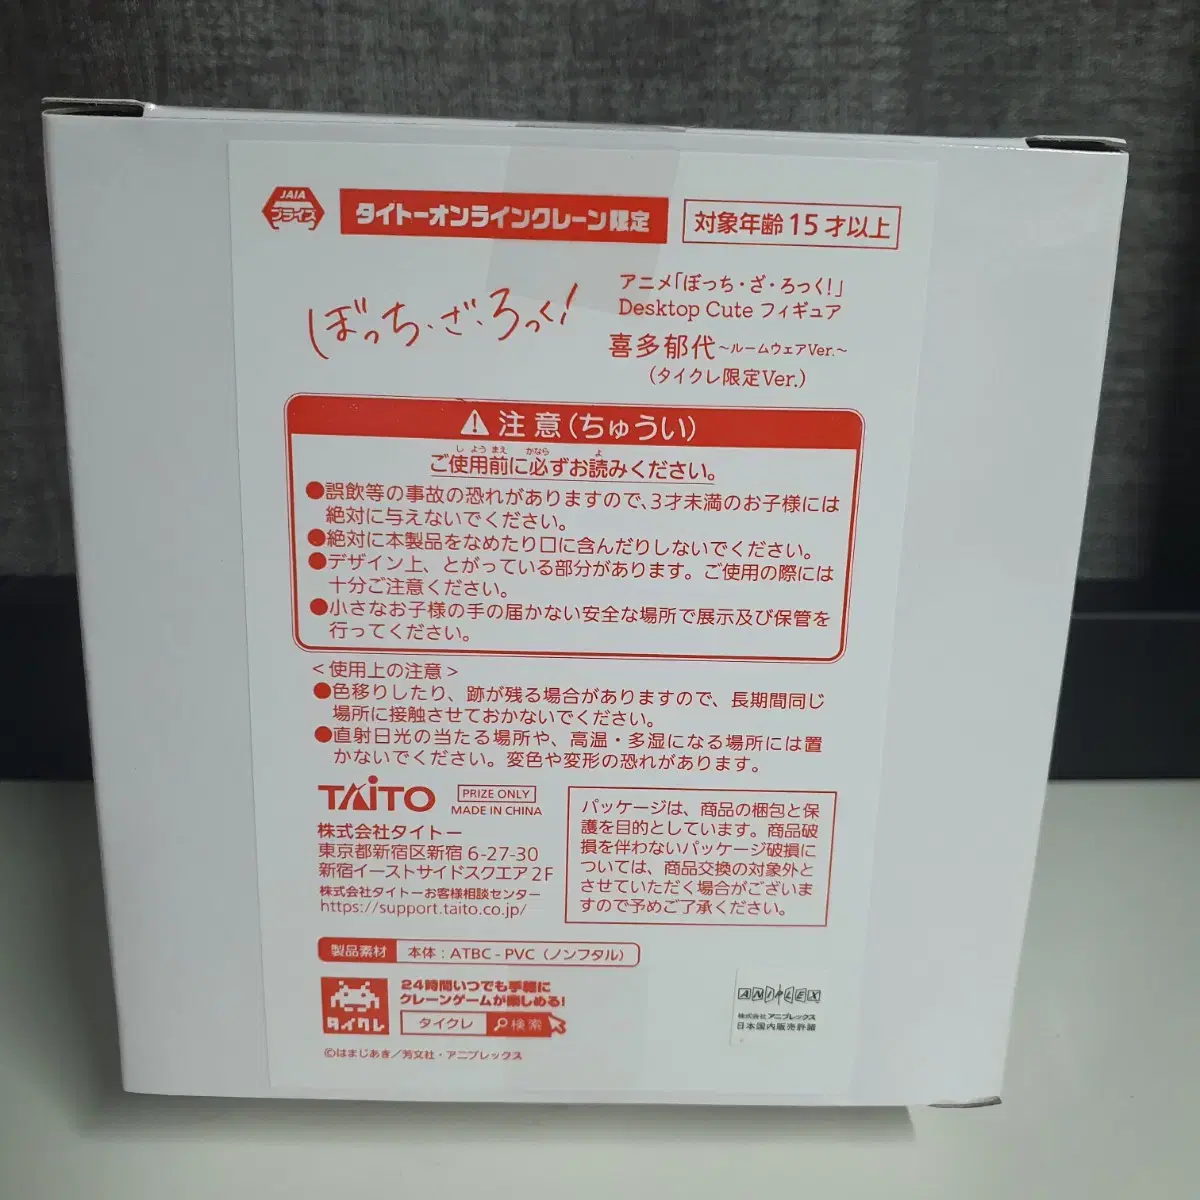 JAIA
プライズ
タイトーオンラインクレーン限定
対象年齢15才以上
ぼっち・ざ・ろっく!
アニメ「ぼっち・ざ・ろっく!」
Desktop Cute フィギュア
喜多郁代～ルームウェアVer.～
(タイクレ限定Ver.)
注意(ちゅうい)
しようまえ かなら よ
ご使用前に必ずお読みください。
●誤飲等の事故の恐れがありますので、3才未満のお子様には
絶対に与えないでください。
●絶対に本製品をなめたり口に含んだりしないでください。
●デザイン上、とがっている部分があります。ご使用の際には
十分ご注意ください。
●小さなお子様の手の届かない安全な場所で展示及び保管を
行ってください。
<使用上の注意>
●色移りしたり、跡が残る場合がありますので、長期間同じ
場所に接触させておかないでください。
●直射日光の当たる場所や、高温・多湿になる場所には置
かないでください。変色や変形の恐れがあります。
TAITO
PRIZE ONLY
MADE IN CHINA
株式会社タイトー
東京都新宿区新宿6-27-30
新宿イーストサイドスクエア2F
株式会社タイトーお客様相談センター
https://support.taito.co.jp/
パッケージは、商品の梱包と保
護を目的としています。商品破
損を伴わないパッケージ破損に
ついては、商品交換の対象外と
させていただく場合がございま
すので予めご了承ください。
製品素材 本体:ATBC-PVC(ノンフタル)
タイクレ
24時間いつでも手軽に
クレーンゲームが楽しめる!
タイクレ 検索
©はまじあき/芳文社・アニプレックス
ANIPLEX
株式会社アニプレックス
日本国内販売許諾